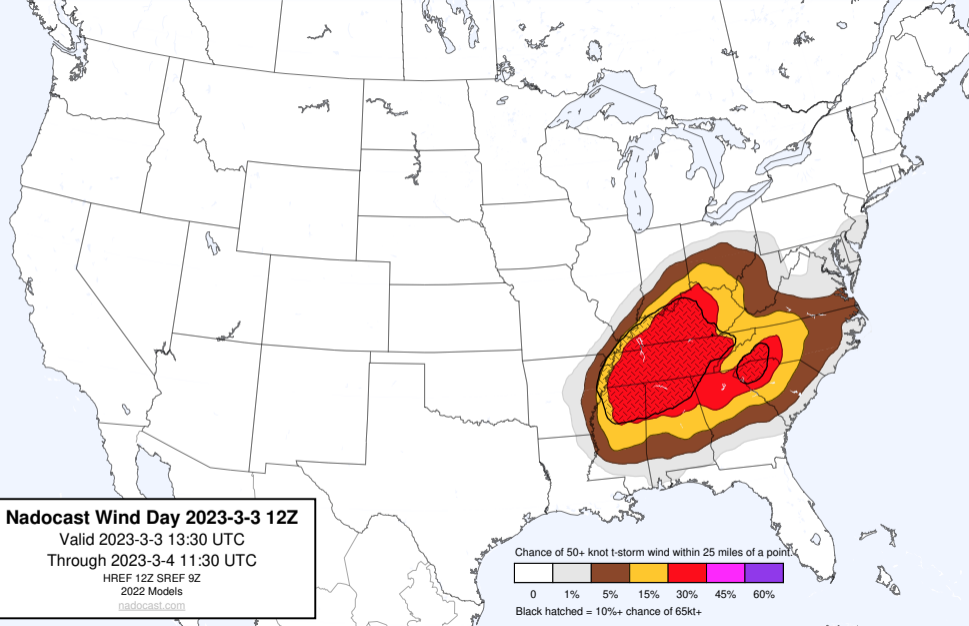 Nadocast Wind Day 2023-3-3 12Z
Valid 2023-3-3 13:30 UTC
Through 2023-3-4 11:30 UTC
HREF 12Z SREF 9Z
2022 Models
nadocast.com
Chance of 50+ knot t-storm wind within 25 miles of a point.
0 1% 5% 15% 30% 45% 60%
Black hatched = 10%+ chance of 65kt+